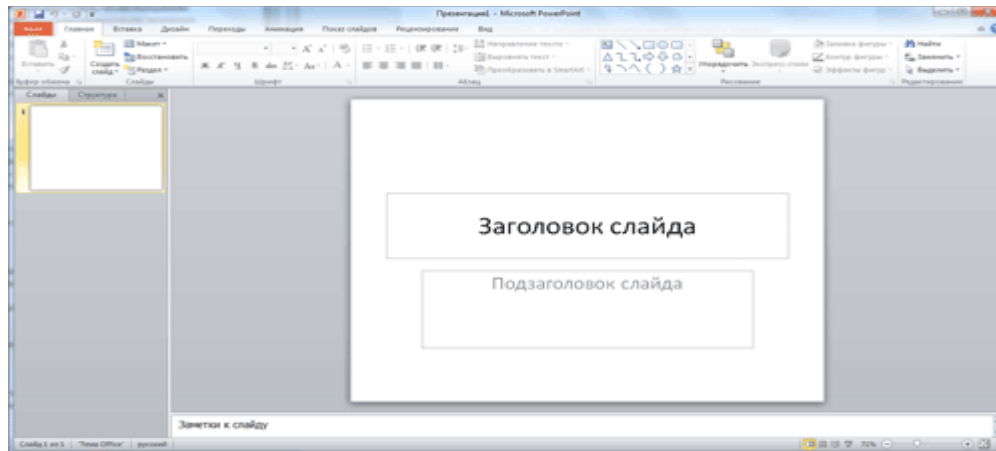 Презентация1 - Microsoft PowerPoint
Файл Главная Вставка Дизайн Переходы Анимация Показ слайдов Рецензирование Вид
Вставить
Создать слайд
Макет
Восстановить
Раздел
Ж К Ч S abc
Направление текста
Выровнять текст
Преобразовать в SmartArt
Упорядочить
Экспресс-стили
Заливка фигуры
Контур фигуры
Эффекты фигур
Найти
Заменить
Выделить
Буфер обмена Слайды Шрифт Абзац Рисование Редактирование
Слайды Структура
1
Заголовок слайда
Подзаголовок слайда
Заметки к слайду
Слайд 1 из 1 "Тема Office" русский